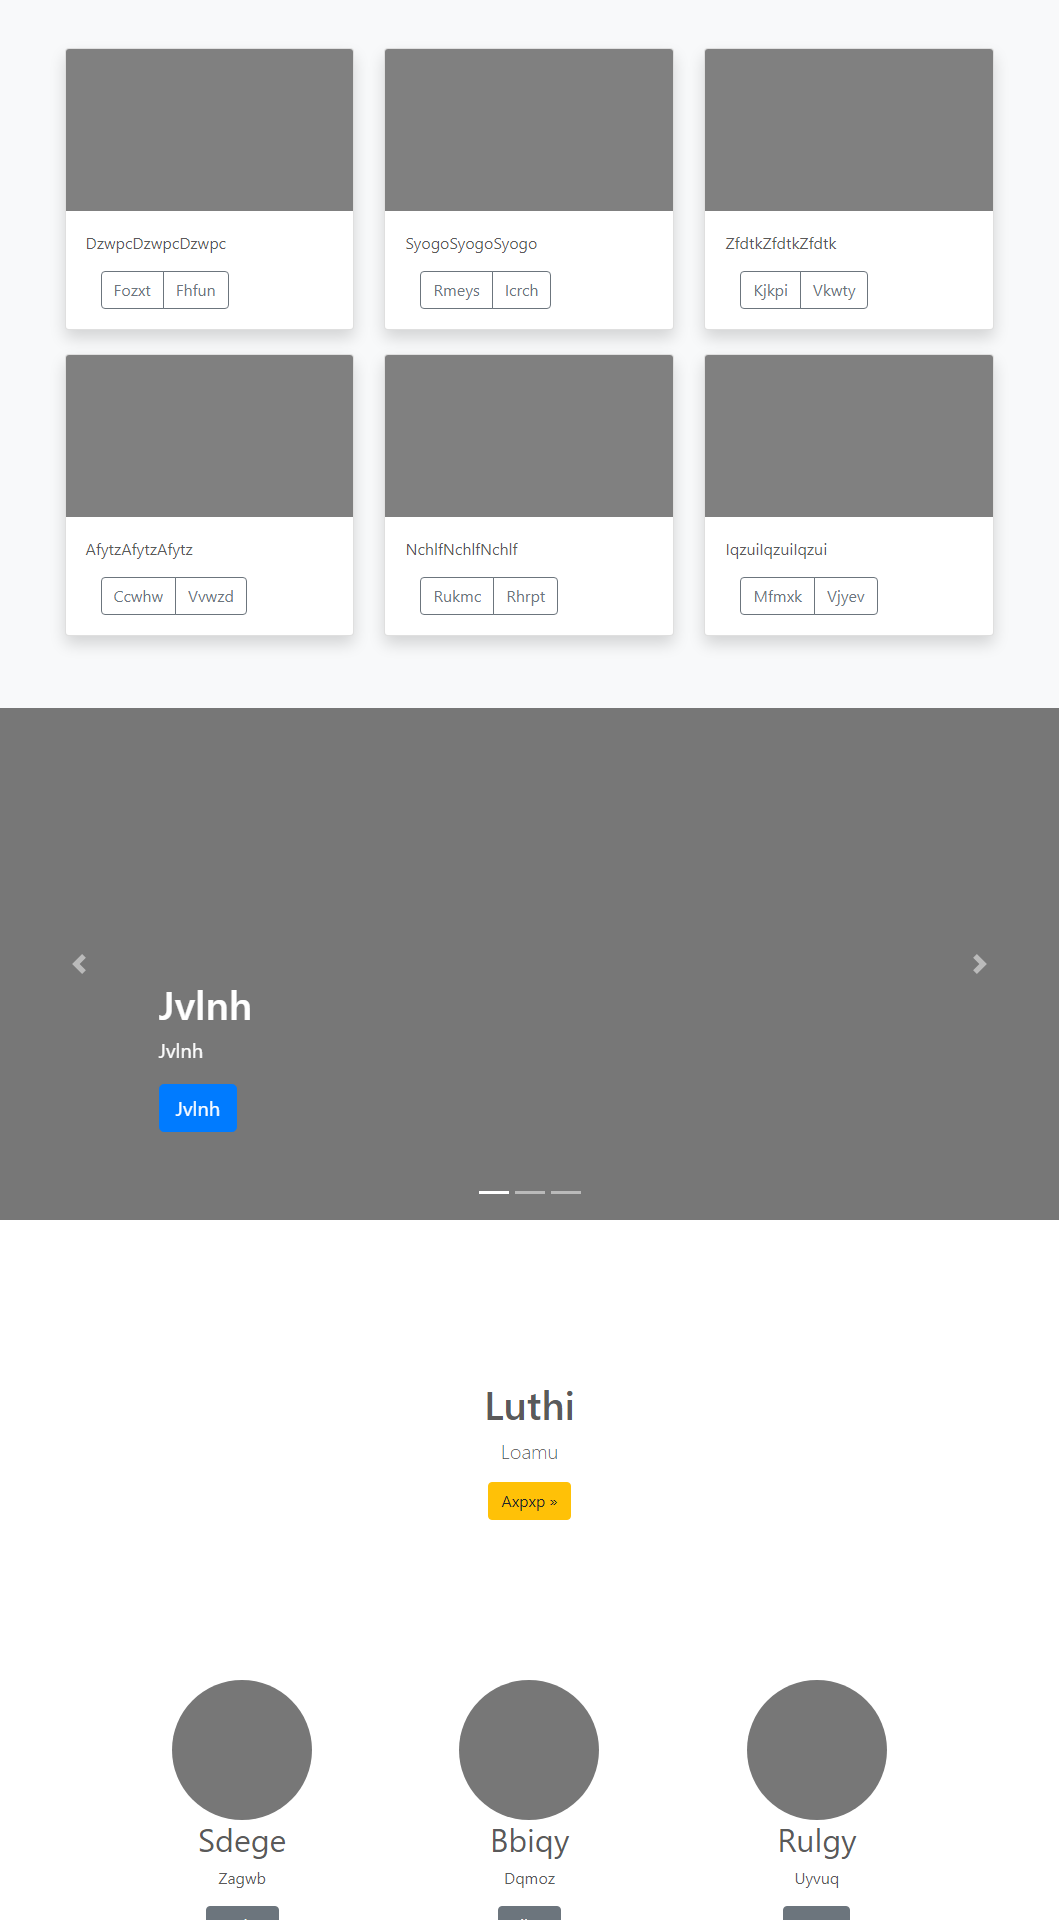 DzwpcDzwpcDzwpc SyogoSyogoSyogo ZfdtkZfdtkZfdtk
Fozxt Fhfun Rmeys Icrch Kjkpi Vkwty
AfytzAfytzAfytz NchlfNchlfNchlf IqzuiIqzuiIqzui
Ccwhw Vvwzd Rukmc Rhrpt Mfmxk Vjyev
Jvlnh
Jvlnh
Jvlnh
Luthi
Loamu
Axpxp »
Sdege Bbiqy Rulgy
Zagwb Dqmoz Uyvuq